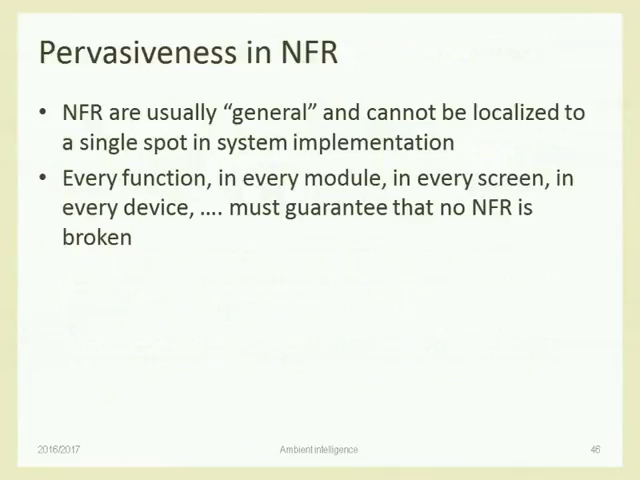 Pervasiveness in NFR
• NFR are usually “general” and cannot be localized to
a single spot in system implementation
• Every function, in every module, in every screen, in
every device, …. must guarantee that no NFR is
broken
2016/2017
Ambient intelligence
46